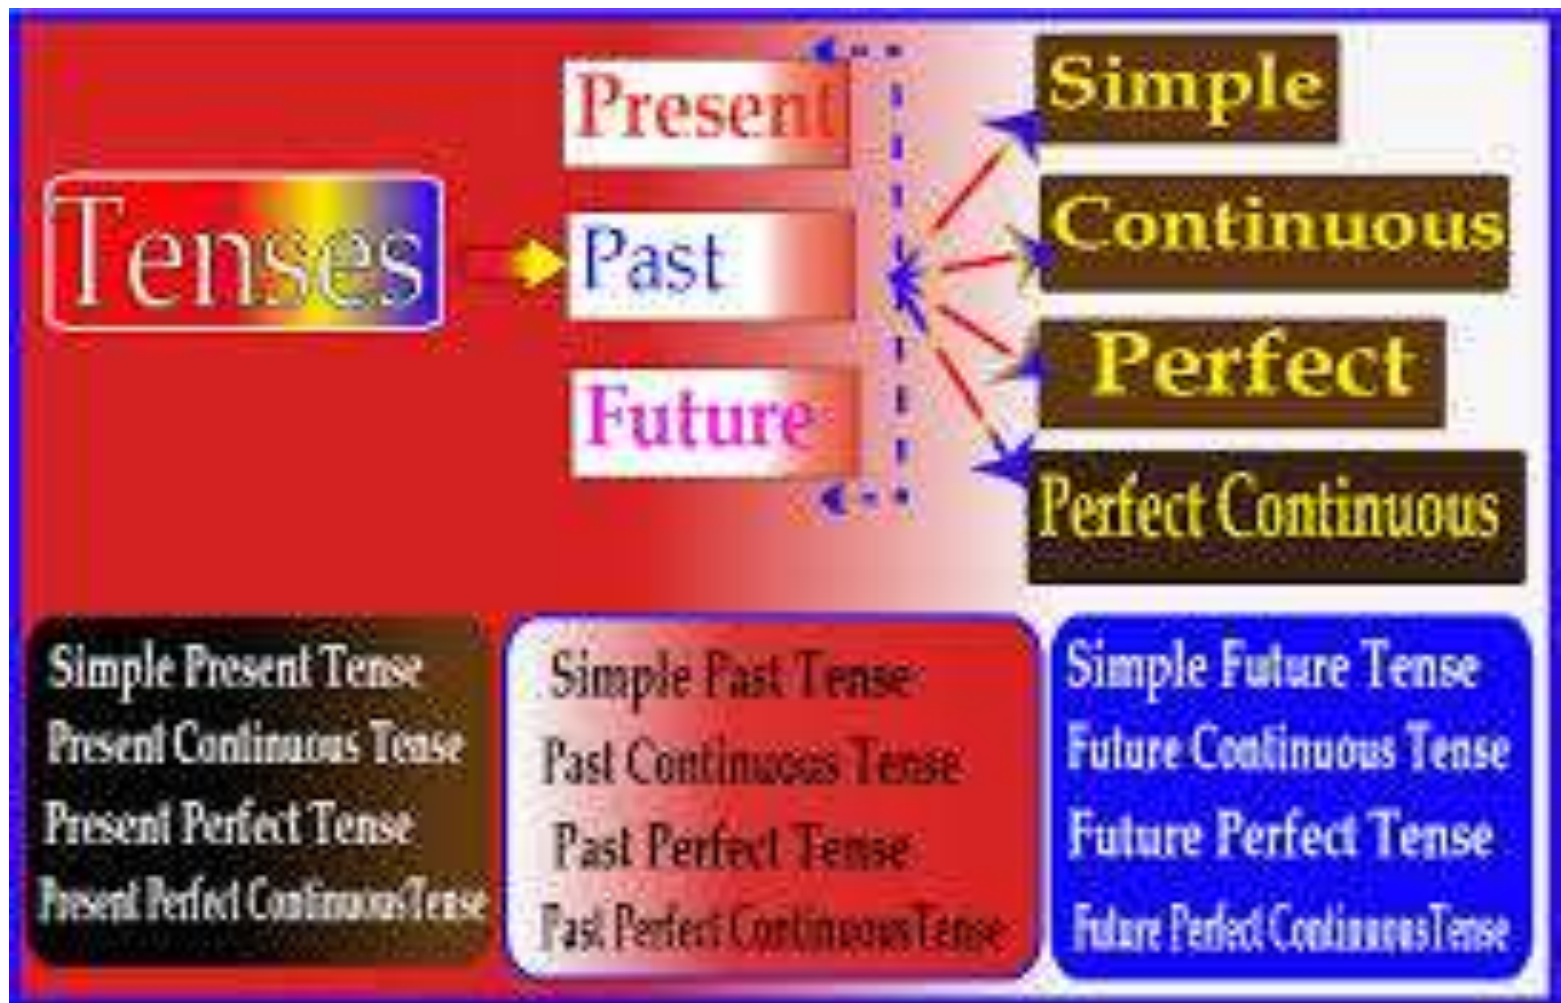 Tenses
Present
Past
Future
Simple
Continuous
Perfect
Perfect Continuous
Simple Present Tense
Present Continuous Tense
Present Perfect Tense
Present Perfect ContinuousTense
Simple Past Tense
Past Continuous Tense
Past Perfect Tense
Past Perfect ContinuousTense
Simple Future Tense
Future Continuous Tense
Future Perfect Tense
Future Perfect ContinuousTense